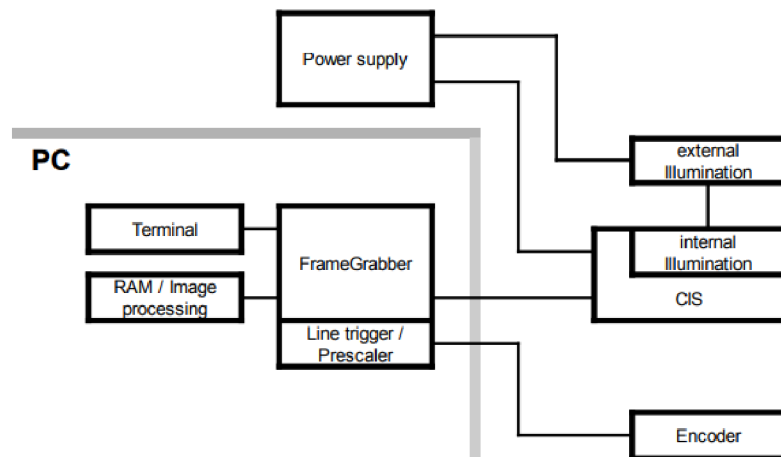 Power supply
PC
external
Illumination
Terminal
FrameGrabber
internal
Illumination
RAM / Image
processing
CIS
Line trigger /
Prescaler
Encoder